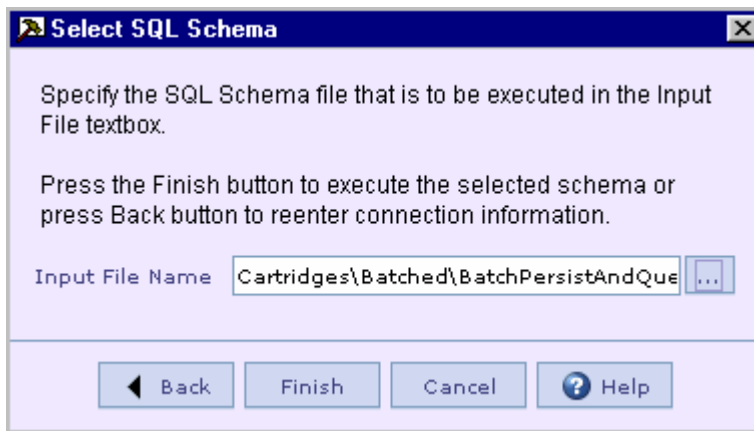 Select SQL Schema
Specify the SQL Schema file that is to be executed in the Input
File textbox.
Press the Finish button to execute the selected schema or
press Back button to reenter connection information.
Input File Name Cartridges\Batched\BatchPersistAndQue ...
Back Finish Cancel Help